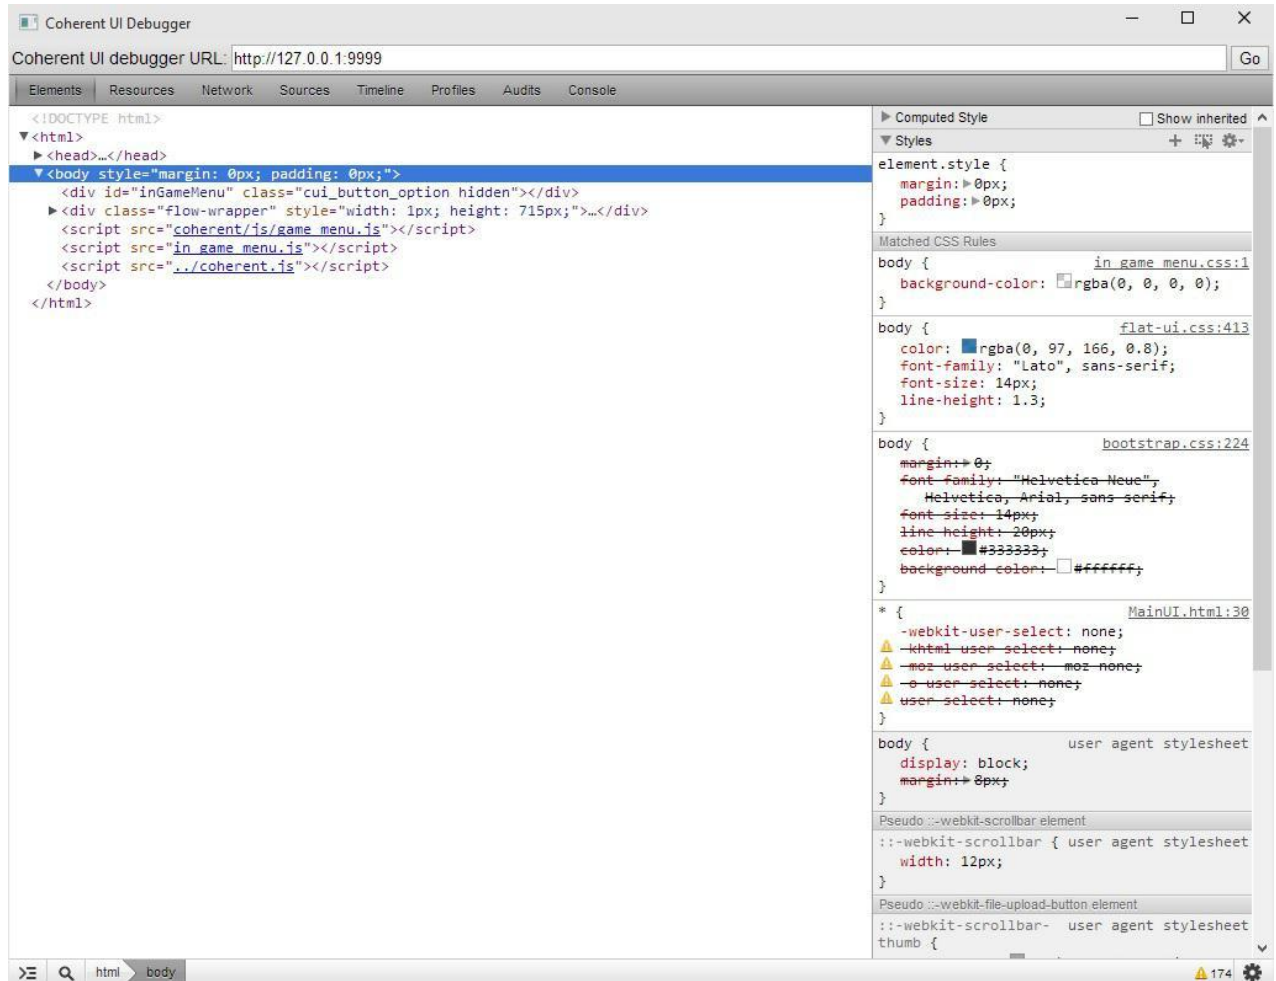 Coherent UI Debugger
Coherent UI debugger URL: http://127.0.0.1:9999 Go
Elements Resources Network Sources Timeline Profiles Audits Console
<!DOCTYPE html>
▼<html>
▶<head>…</head>
▼<body style="margin: 0px; padding: 0px;">
<div id="inGameMenu" class="cui_button_option hidden"></div>
▶<div class="flow-wrapper" style="width: 1px; height: 715px;">…</div>
<script src="coherent/js/game_menu.js"></script>
<script src="in_game_menu.js"></script>
<script src="../coherent.js"></script>
</body>
</html>
▶ Computed Style Show inherited
▼ Styles
element.style {
margin:▶0px;
padding:▶0px;
}
Matched CSS Rules
body { in_game_menu.css:1
background-color: rgba(0, 0, 0, 0);
}
body { flat-ui.css:413
color: rgba(0, 97, 166, 0.8);
font-family: "Lato", sans-serif;
font-size: 14px;
line-height: 1.3;
}
body { bootstrap.css:224
margin:▶0;
font-family: "Helvetica Neue",
Helvetica, Arial, sans-serif;
font-size: 14px;
line-height: 20px;
color: #333333;
background-color: #ffffff;
}
* { MainUI.html:30
-webkit-user-select: none;
-khtml-user-select: none;
-moz-user-select: -moz-none;
-o-user-select: none;
user-select: none;
}
body { user agent stylesheet
display: block;
margin:▶8px;
}
Pseudo ::-webkit-scrollbar element
::-webkit-scrollbar { user agent stylesheet
width: 12px;
}
Pseudo ::-webkit-file-upload-button element
::-webkit-scrollbar- user agent stylesheet
thumb {
html body 174